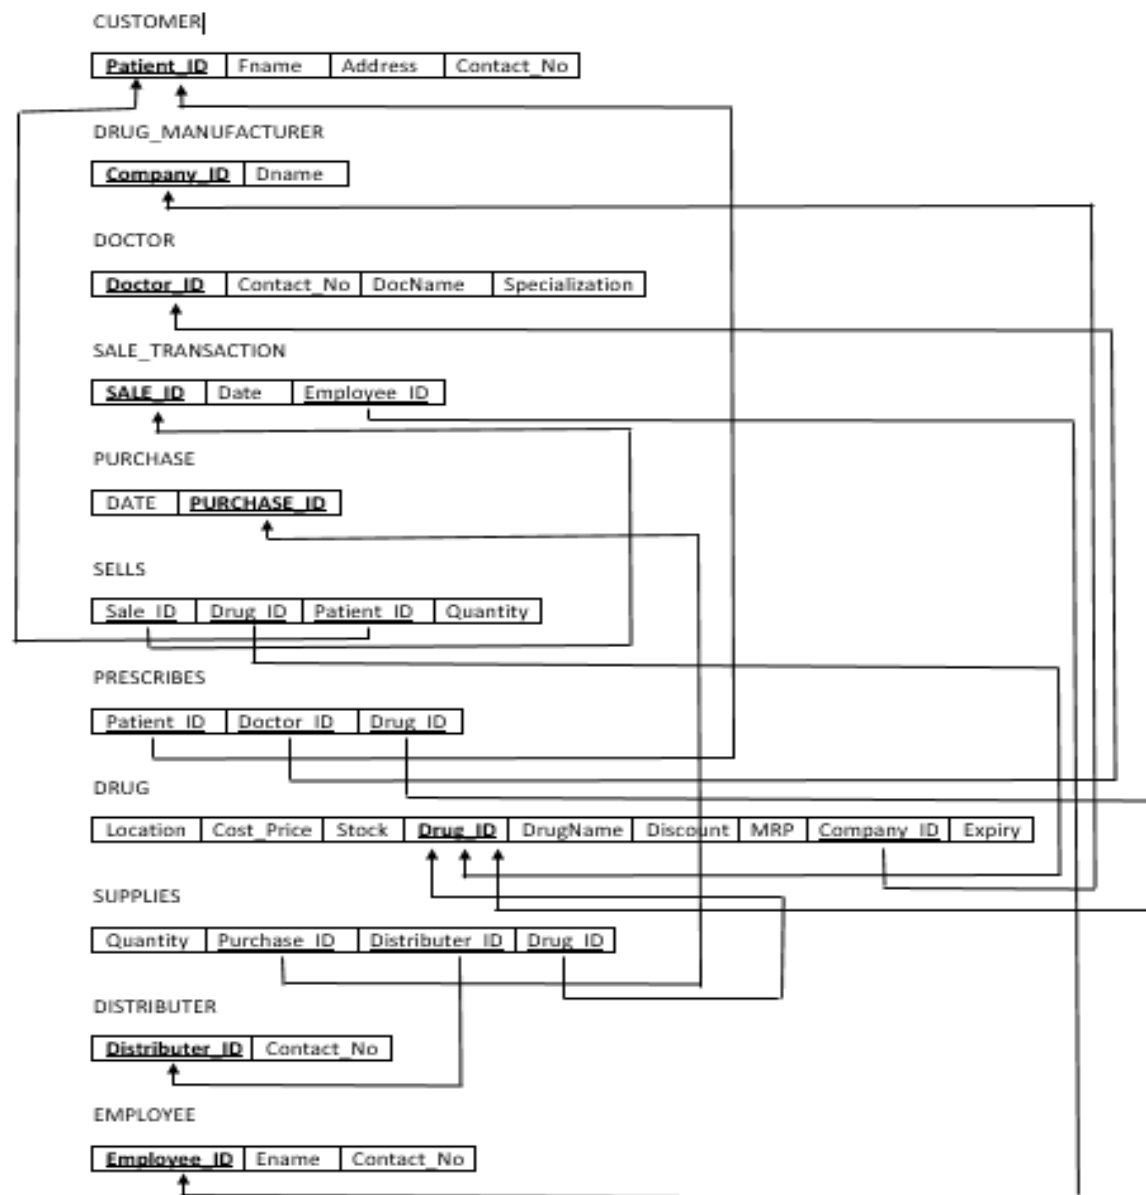 CUSTOMER
Patient_ID Fname Address Contact_No
DRUG_MANUFACTURER
Company_ID Dname
DOCTOR
Doctor_ID Contact_No DocName Specialization
SALE_TRANSACTION
SALE_ID Date Employee_ID
PURCHASE
DATE PURCHASE_ID
SELLS
Sale_ID Drug_ID Patient_ID Quantity
PRESCRIBES
Patient_ID Doctor_ID Drug_ID
DRUG
Location Cost_Price Stock Drug_ID DrugName Discount MRP Company_ID Expiry
SUPPLIES
Quantity Purchase_ID Distributer_ID Drug_ID
DISTRIBUTER
Distributer_ID Contact_No
EMPLOYEE
Employee_ID Ename Contact_No